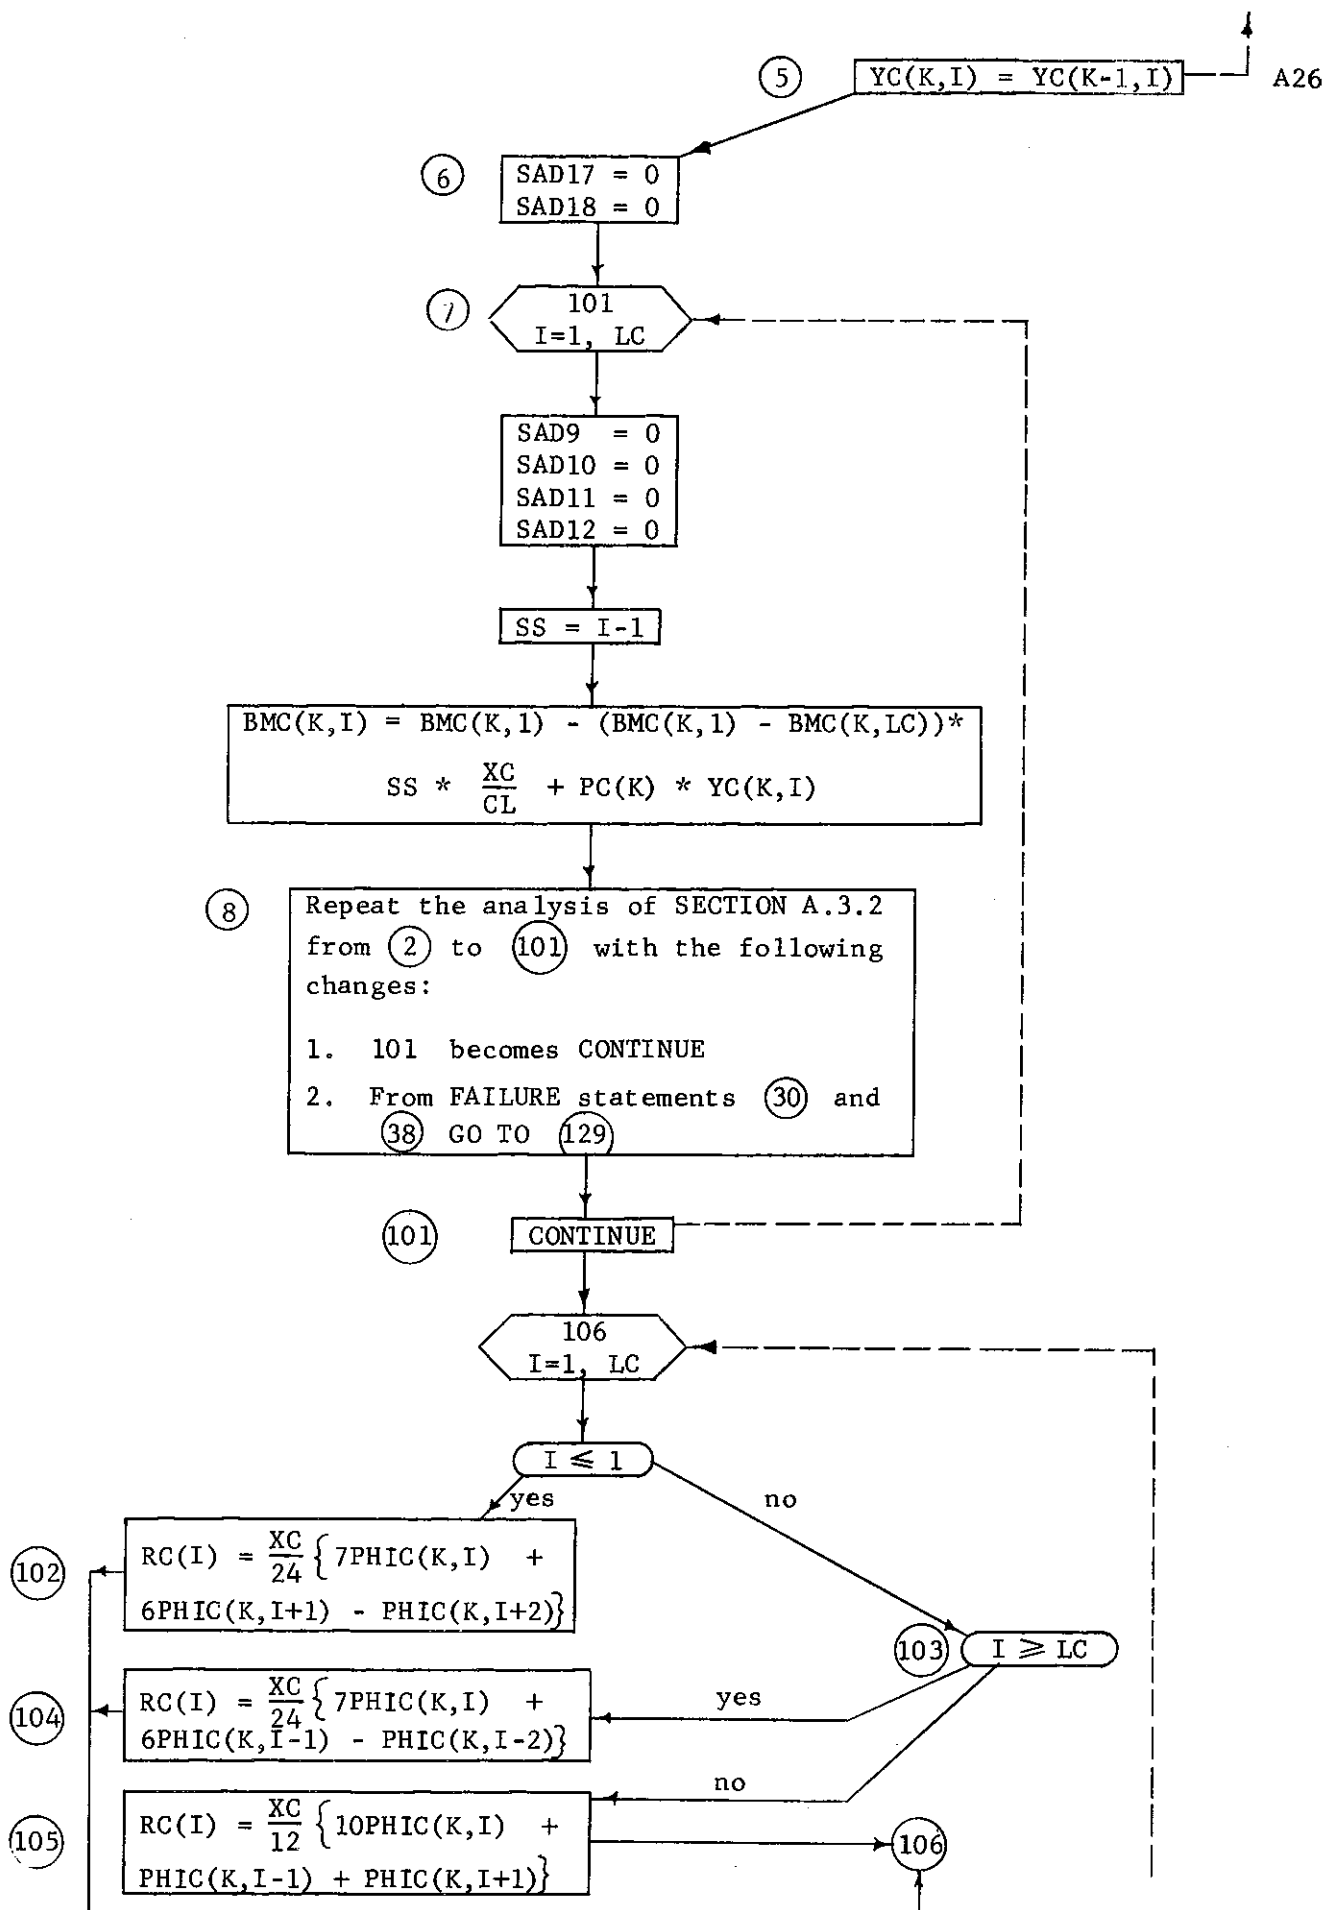 5 YC(K,I) = YC(K-1,I) A26
6 SAD17 = 0
SAD18 = 0
7 101
I=1, LC
SAD9 = 0
SAD10 = 0
SAD11 = 0
SAD12 = 0
SS = I-1
BMC(K,I) = BMC(K,1) - (BMC(K,1) - BMC(K,LC))*
SS * XC/CL + PC(K) * YC(K,I)
8 Repeat the analysis of SECTION A.3.2
from 2 to 101 with the following
changes:
1. 101 becomes CONTINUE
2. From FAILURE statements 30 and
38 GO TO 129
101 CONTINUE
106
I=1, LC
I ≤ 1
yes no
102 RC(I) = XC/24 {7PHIC(K,I) +
6PHIC(K,I+1) - PHIC(K,I+2)}
103 I ≥ LC
104 RC(I) = XC/24 {7PHIC(K,I) +
6PHIC(K,I-1) - PHIC(K,I-2)}
yes
no
105 RC(I) = XC/12 {10PHIC(K,I) +
PHIC(K,I-1) + PHIC(K,I+1)}
106